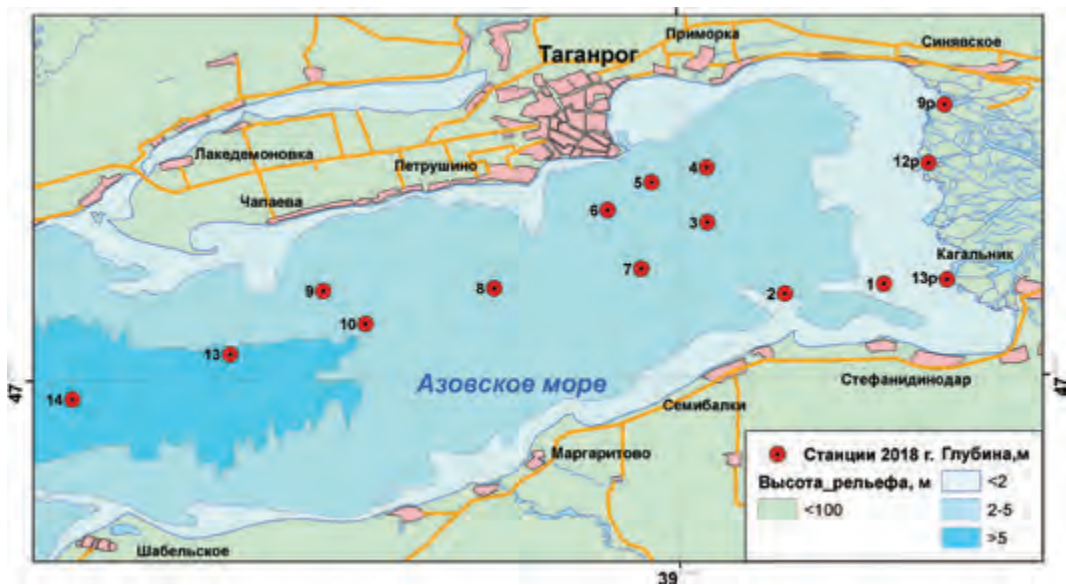 Приморка
Синявское
Таганрог
9р
12р
Лакедемоновка
Петрушино
4
5
Чапаева
6
3
Кагальник
7
13р
8
9
1
2
10
13
47
47
14
Азовское море
Стефанидинодар
Семибалки
Маргаритово
Станции 2018 г.
Глубина,м
Высота_рельефа, м
<2
<100
2-5
>5
Шабельское
39